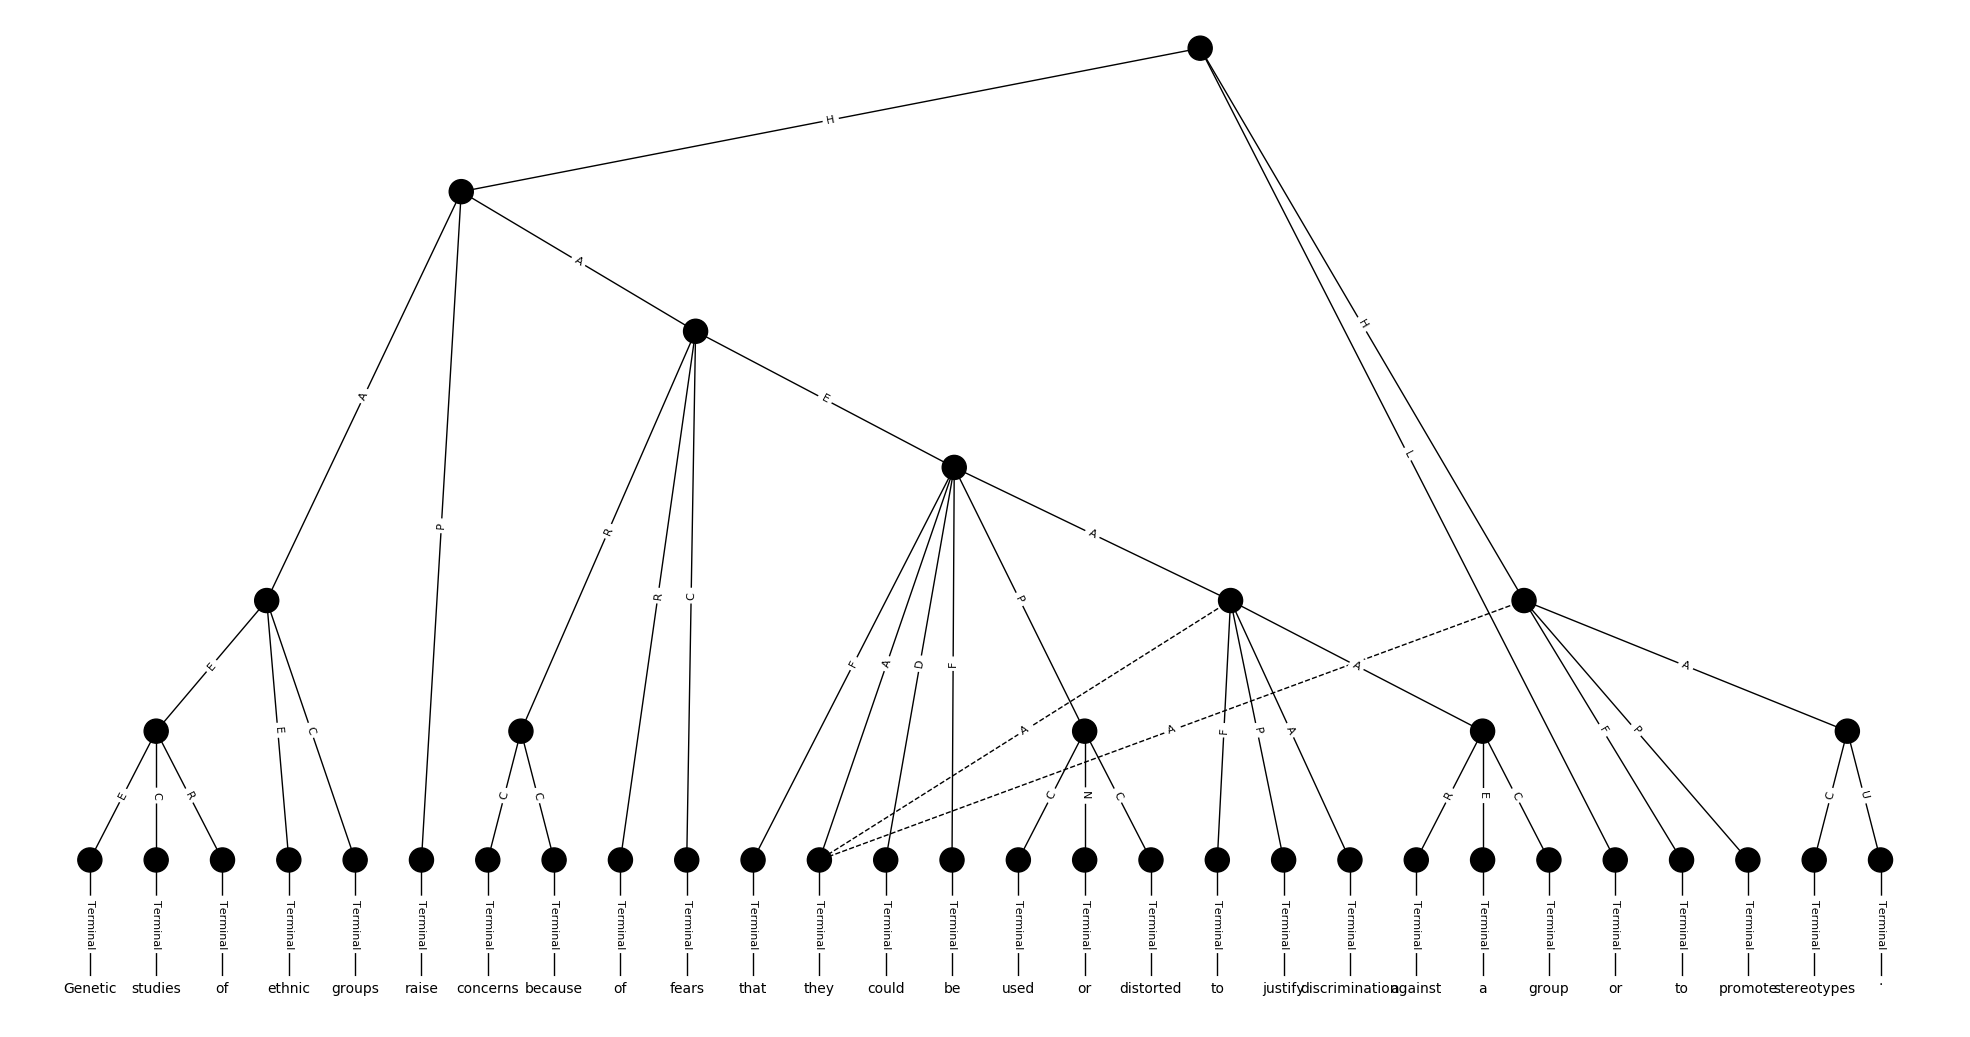 H
A
A
E
H
L
A
P
R
R
C
A
P
F
A
D
F
A
A
E
E
C
A
A
F
P
A
F
P
E
C
R
C
C
C
N
C
R
E
C
C
U
Terminal Terminal Terminal Terminal Terminal Terminal Terminal Terminal Terminal Terminal Terminal Terminal Terminal Terminal Terminal Terminal Terminal Terminal Terminal Terminal Terminal Terminal Terminal Terminal Terminal Terminal Terminal Terminal
Genetic studies of ethnic groups raise concerns because of fears that they could be used or distorted to justify discrimination against a group or to promote stereotypes .